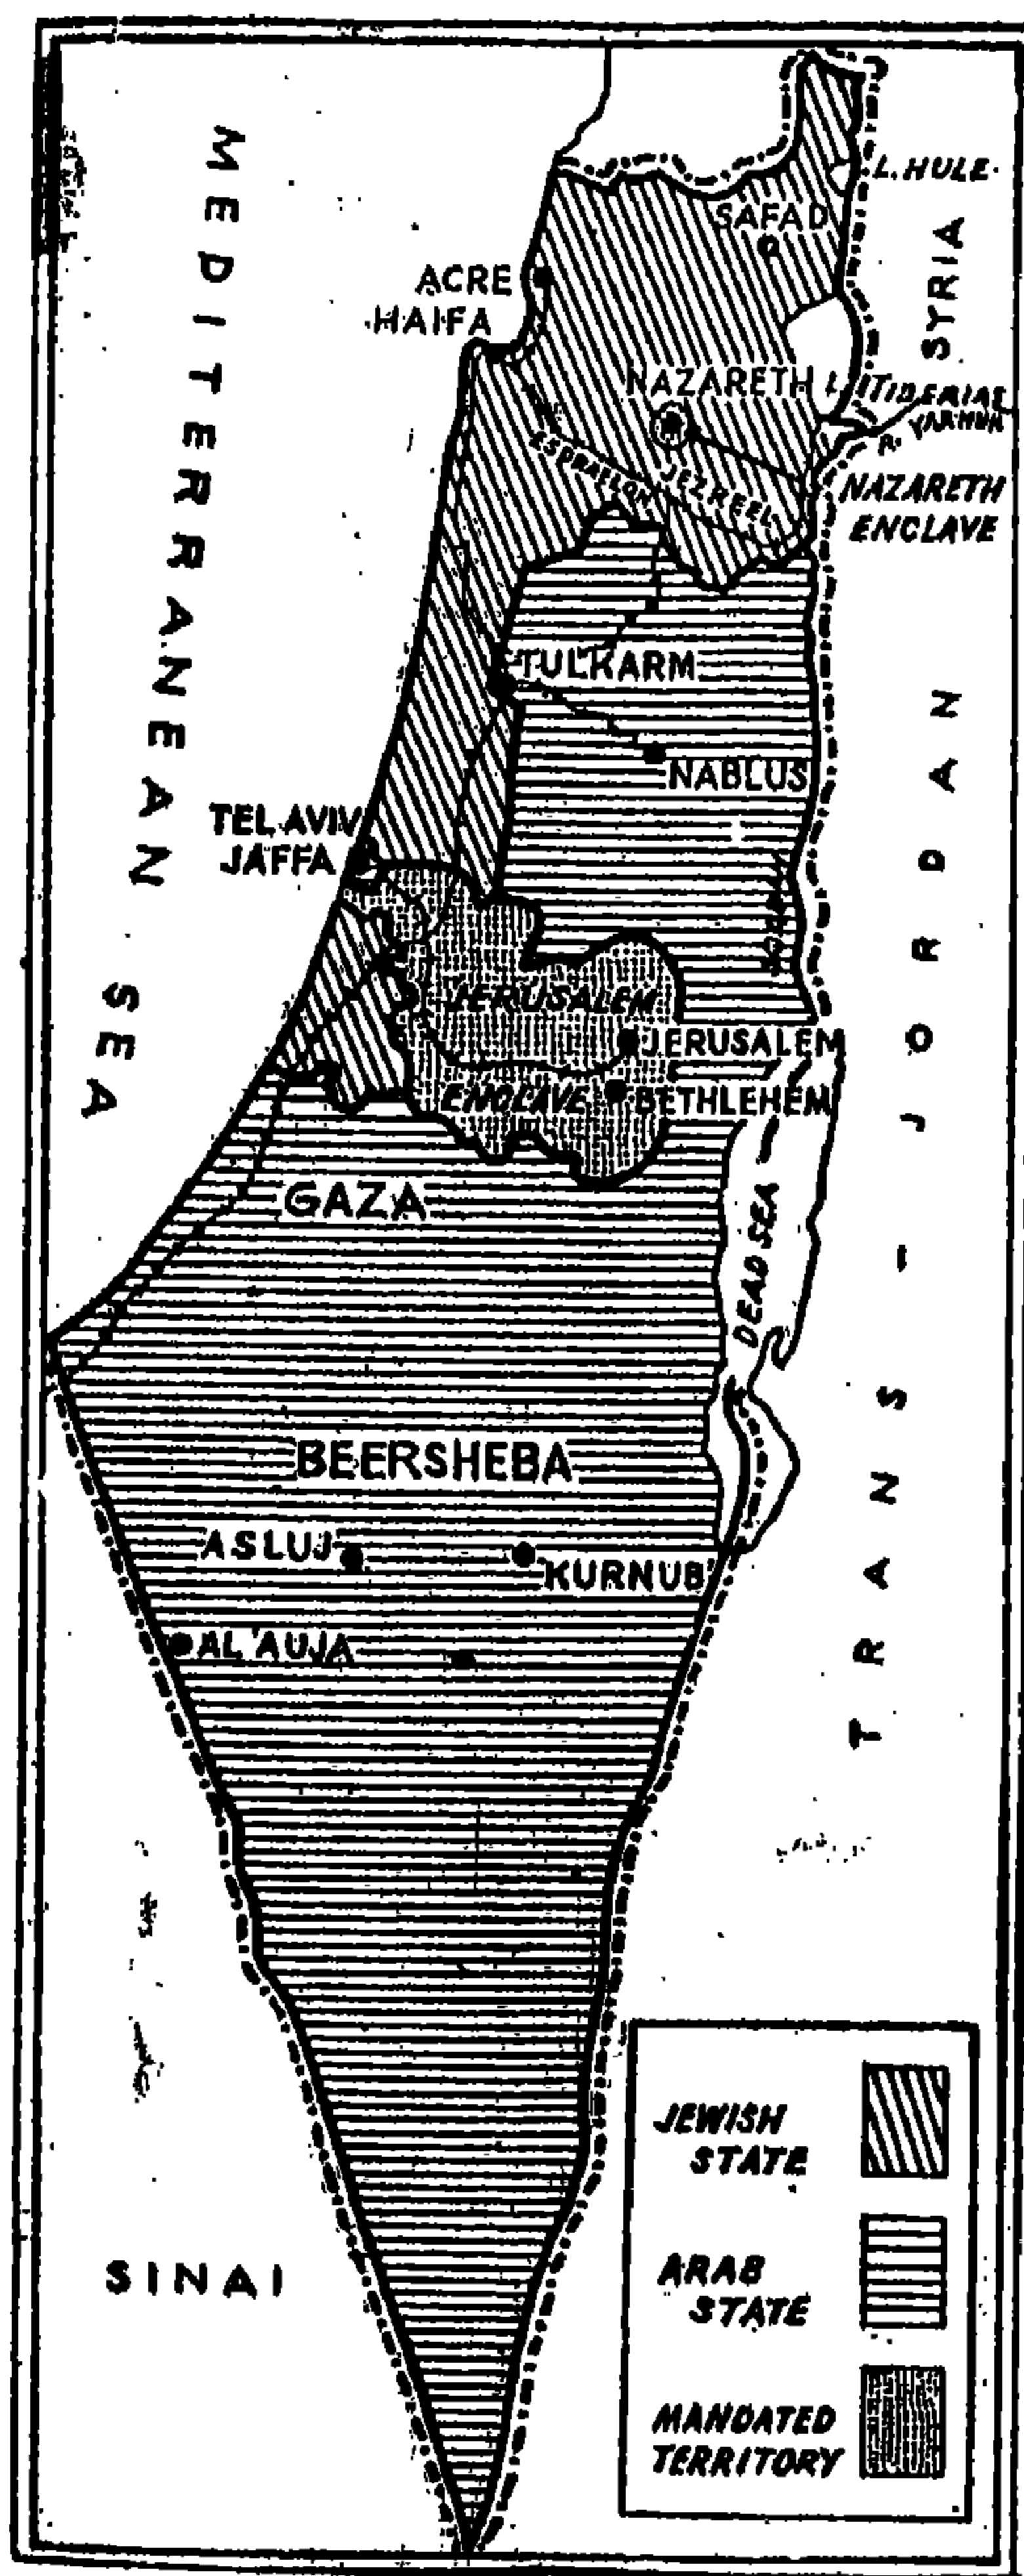 MEDITERRANEAN SEA
L. HULE
SAFAD
SYRIA
ACRE
HAIFA
NAZARETH
L. TIBERIAS
R. YARMUK
ESDRAELON
JEZREEL
NAZARETH
ENCLAVE
TULKARM
NABLUS
TEL AVIV
JAFFA
JERUSALEM
ENCLAVE
JERUSALEM
BETHLEHEM
TRANS-JORDAN
GAZA
DEAD SEA
BEERSHEBA
ASLUJ
KURNUB
AL 'AUJA
SINAI
JEWISH
STATE
ARAB
STATE
MANDATED
TERRITORY